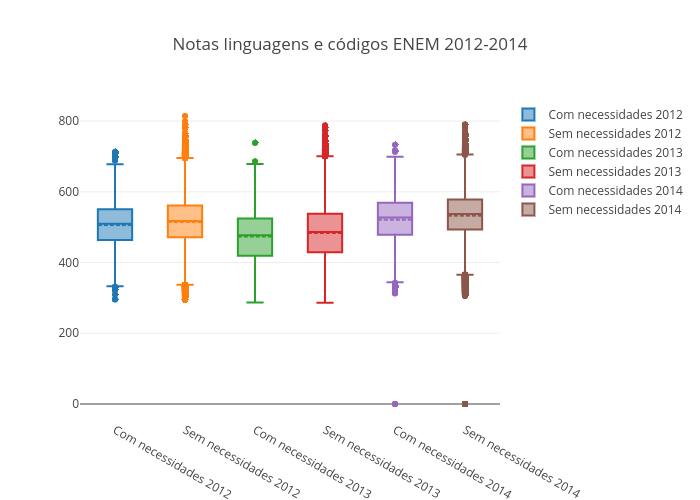 Notas linguagens e códigos ENEM 2012-2014
800
600
400
200
0
Com necessidades 2012
Sem necessidades 2012
Com necessidades 2013
Sem necessidades 2013
Com necessidades 2014
Sem necessidades 2014
Com necessidades 2012
Sem necessidades 2012
Com necessidades 2013
Sem necessidades 2013
Com necessidades 2014
Sem necessidades 2014